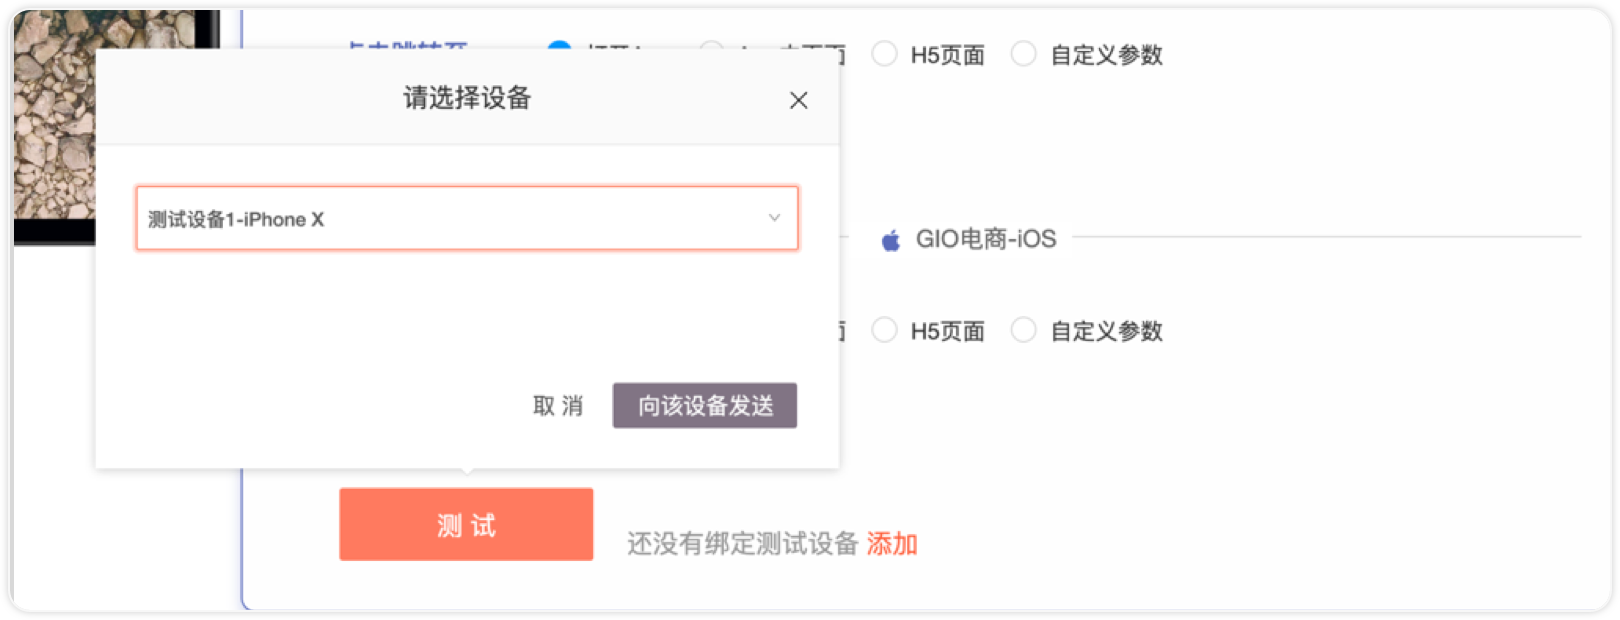 H5页面 自定义参数
请选择设备
测试设备1-iPhone X
GIO电商-iOS
H5页面 自定义参数
取 消 向该设备发送
测 试
还没有绑定测试设备 添加